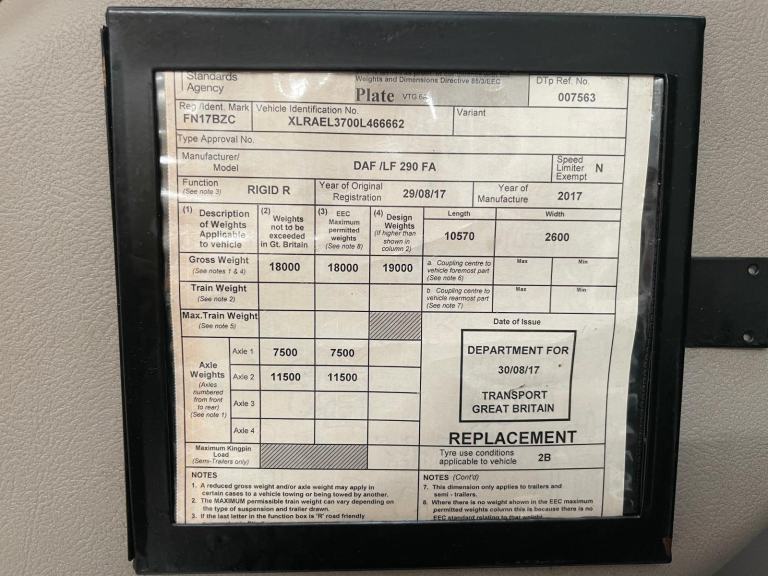 Standards
Agency
Weights and Dimensions Directive 85/3/EEC
Plate VTG 6
DTp Ref. No.
007563
Reg /Ident. Mark
FN17BZC
Vehicle Identification No.
XLRAEL3700L466662
Variant
Type Approval No.
Manufacturer/
Model
DAF /LF 290 FA
Speed
Limiter N
Exempt
Function
(See note 3)
RIGID R
Year of Original
Registration
29/08/17
Year of
Manufacture
2017
(1) Description
of Weights
Applicable
to vehicle
(2)
Weights
not to be
exceeded
in Gt. Britain
(3) EEC
Maximum
permitted
weights
(See note 8)
(4) Design
Weights
(If higher than
shown in
column 2)
Length
10570
Width
2600
Gross Weight
(See notes 1 & 4)
18000
18000
19000
a Coupling centre to
vehicle foremost part
(See note 6)
Max
Min
Train Weight
(See note 2)
b Coupling centre to
vehicle rearmost part
(See note 7)
Max
Min
Max.Train Weight
(See note 5)
Date of Issue
Axle
Weights
(Axles
numbered
from front
to rear)
(See note 1)
Axle 1
7500
7500
Axle 2
11500
11500
Axle 3
Axle 4
DEPARTMENT FOR
30/08/17
TRANSPORT
GREAT BRITAIN
REPLACEMENT
Maximum Kingpin
Load
(Semi-Trailers only)
Tyre use conditions
applicable to vehicle 2B
NOTES
1. A reduced gross weight and/or axle weight may apply in
certain cases to a vehicle towing or being towed by another.
2. The MAXIMUM permissible train weight can vary depending on
the type of suspension and trailer drawn.
3. If the last letter in the function box is 'R' road friendly
NOTES (Cont'd)
7. This dimension only applies to trailers and
semi - trailers.
8. Where there is no weight shown in the EEC maximum
permitted weights column this is because there is no
EEC standard relating to that weight